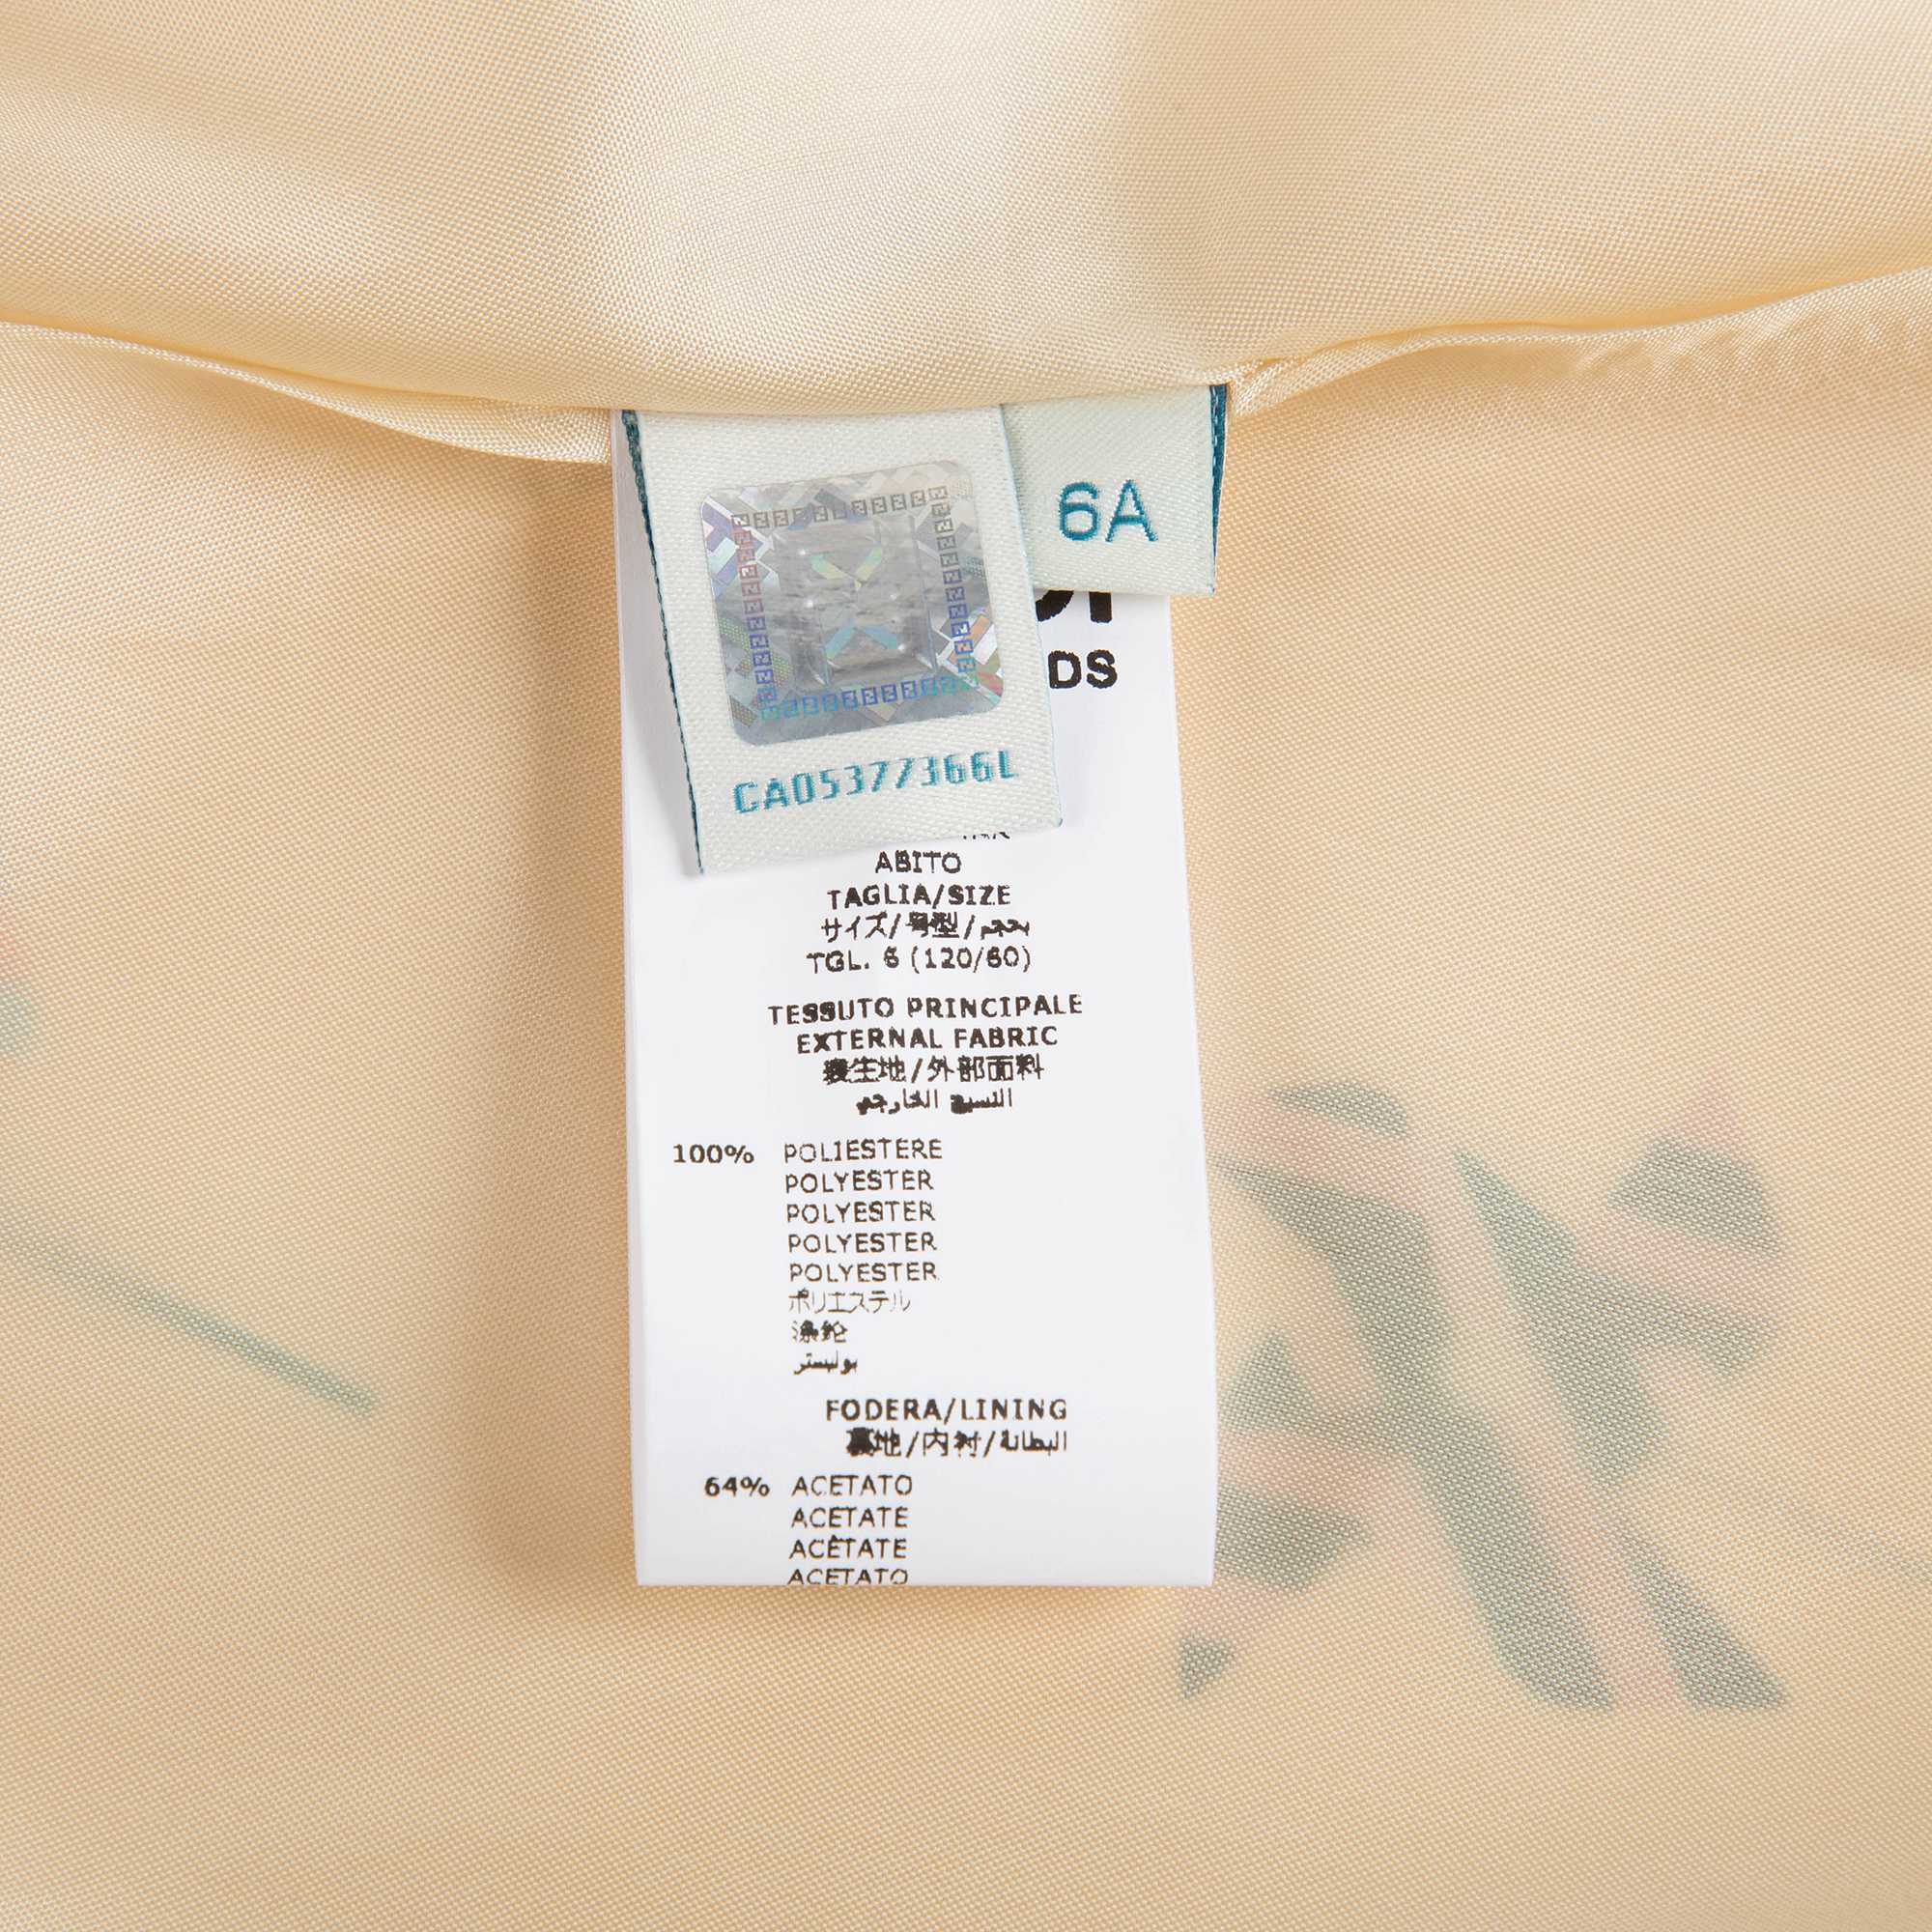 6A
DS
CA05377366L
ABITO
TAGLIA/SIZE
サイズ/号型/حجم
TGL. 6 (120/60)
TESSUTO PRINCIPALE
EXTERNAL FABRIC
表生地/外部面料
النسيج الخارجي
100% POLIESTERE
POLYESTER
POLYESTER
POLYESTER
POLYESTER
ポリエステル
涤纶
بوليستر
FODERA/LINING
裏地/内衬/البطانة
64% ACETATO
ACETATE
ACÉTATE
ACETATO